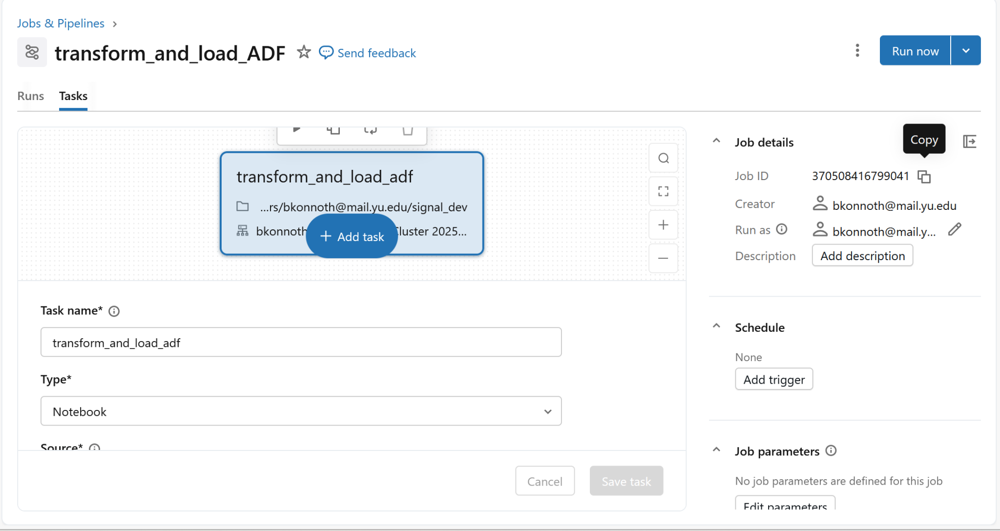 Jobs & Pipelines
transform_and_load_ADF
Send feedback
Run now
Runs
Tasks
transform_and_load_adf
...rs/bkonnoth@mail.yu.edu/signal_dev
bkonnoth
luster 2025...
Add task
Task name*
transform_and_load_adf
Type*
Notebook
Source*
Cancel
Save task
Job details
Copy
Job ID
370508416799041
Creator
bkonnoth@mail.yu.edu
Run as
bkonnoth@mail.y...
Description
Add description
Schedule
None
Add trigger
Job parameters
No job parameters are defined for this job
Edit parameters